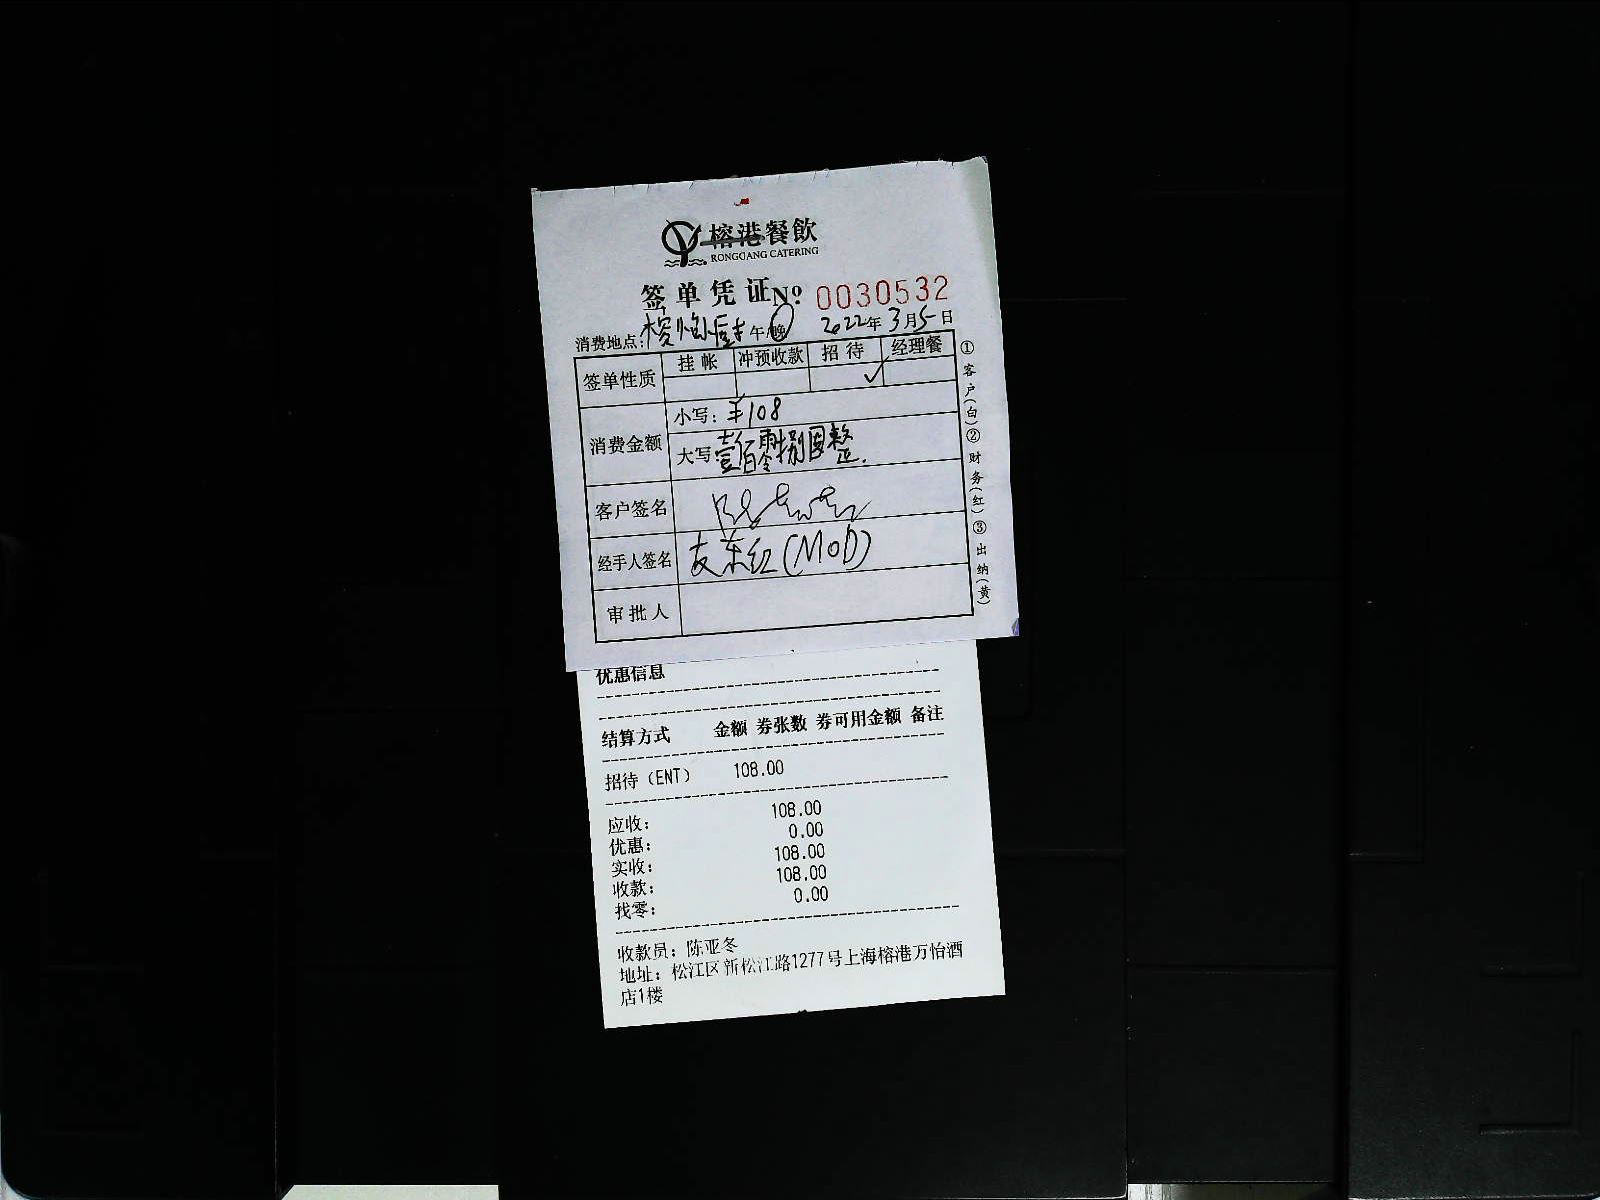 榕港餐飲
RONGGANG CATERING
签单凭证 No 0030532
消费地点: 午/晚 2022年3月5日
签单性质 挂帐 冲预收款 招待 经理餐
✓
消费金额 小写: ¥108
大写 壹佰零捌圆整.
客户签名
经手人签名 东红(MOD)
审批人
①客户(白)②财务(红)③出纳(黄)
优惠信息
结算方式 金额 券张数 券可用金额 备注
招待(ENT) 108.00
应收: 108.00
优惠: 0.00
实收: 108.00
收款: 108.00
找零: 0.00
收款员: 陈亚冬
地址: 松江区新松江路1277号上海榕港万怡酒
店1楼